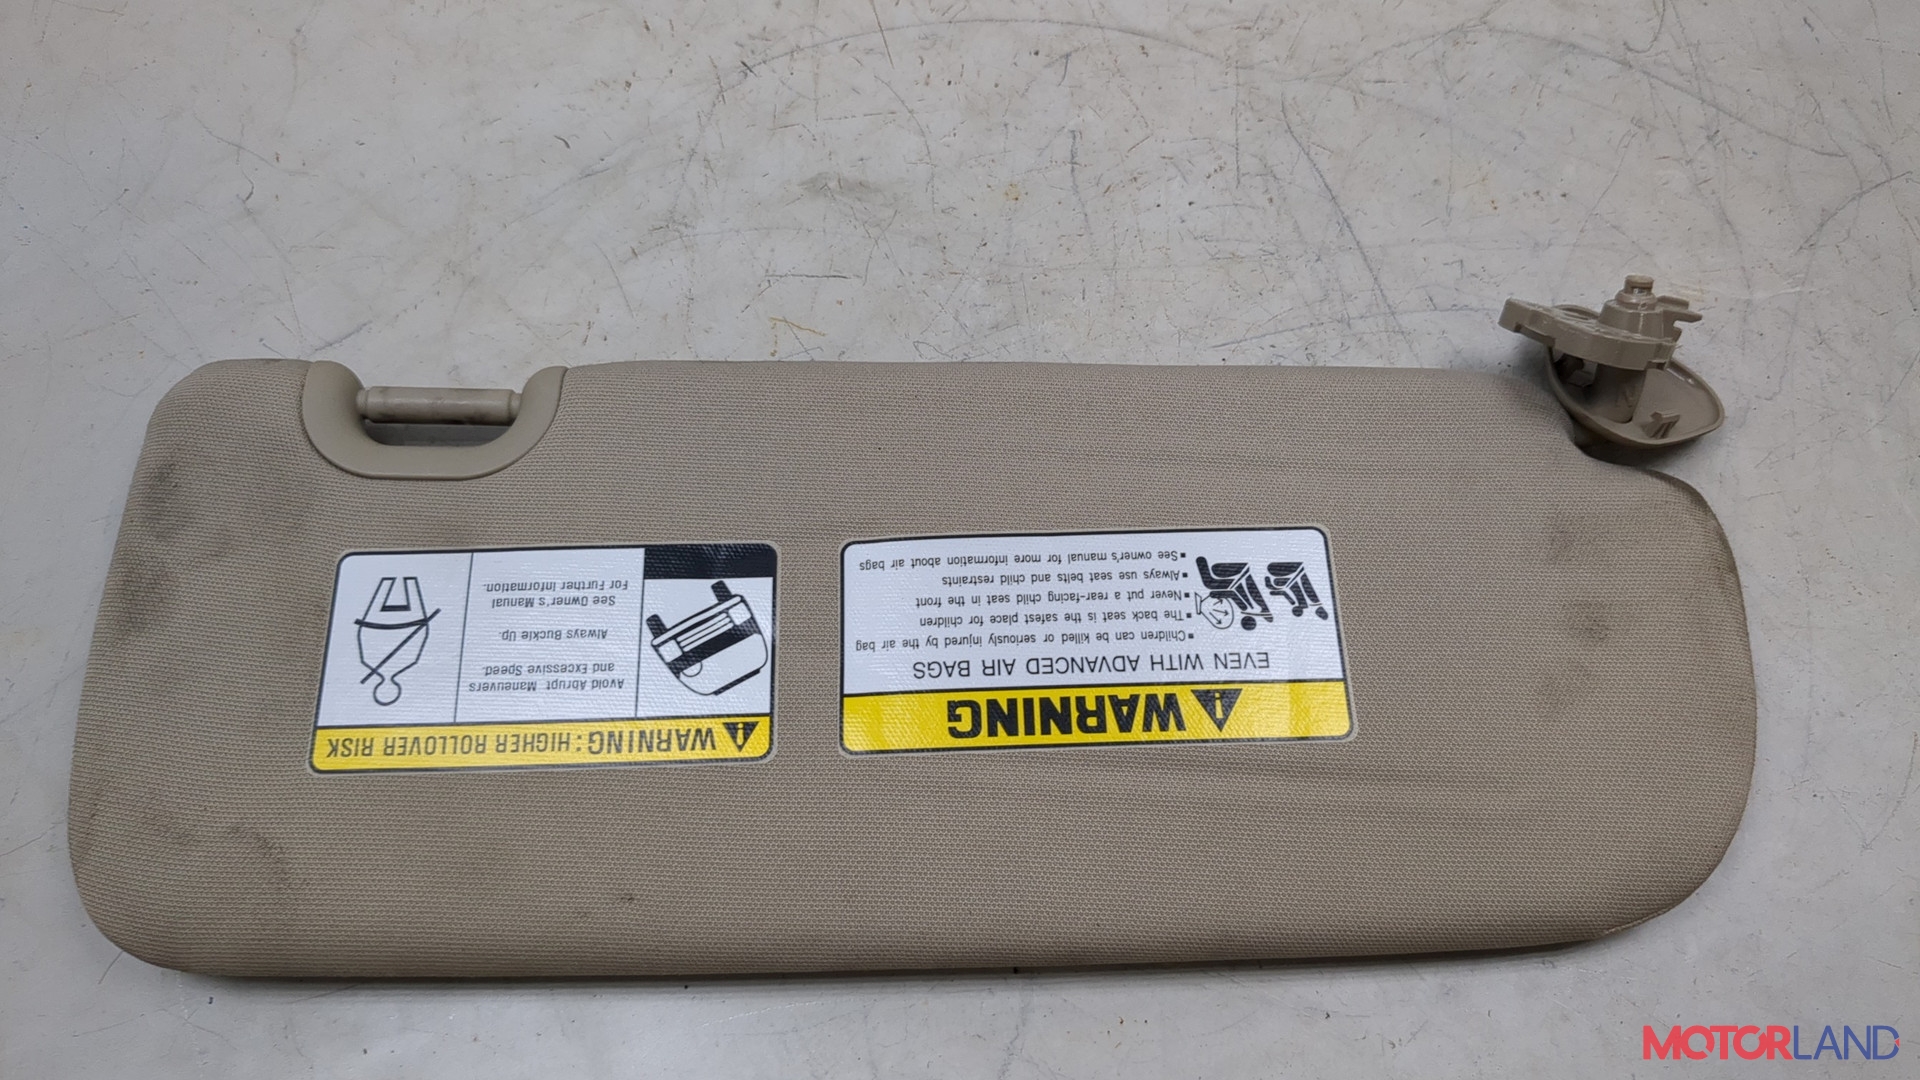 WARNING: HIGHER ROLLOVER RISK
Avoid Abrupt Maneuvers
and Excessive Speed.
Always Buckle Up.
See Owner's Manual
For Further Information.
WARNING
EVEN WITH ADVANCED AIR BAGS
▪ Children can be killed or seriously injured by the air bag
▪ The back seat is the safest place for children
▪ Never put a rear-facing child seat in the front
▪ Always use seat belts and child restraints
▪ See owner's manual for more information about air bags
MOTORLAND